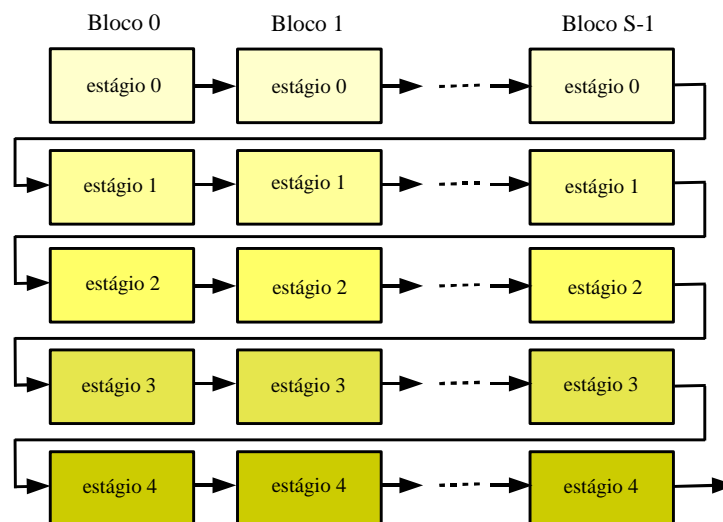 Bloco 0 Bloco 1 Bloco S-1
estágio 0 estágio 0 estágio 0
estágio 1 estágio 1 estágio 1
estágio 2 estágio 2 estágio 2
estágio 3 estágio 3 estágio 3
estágio 4 estágio 4 estágio 4